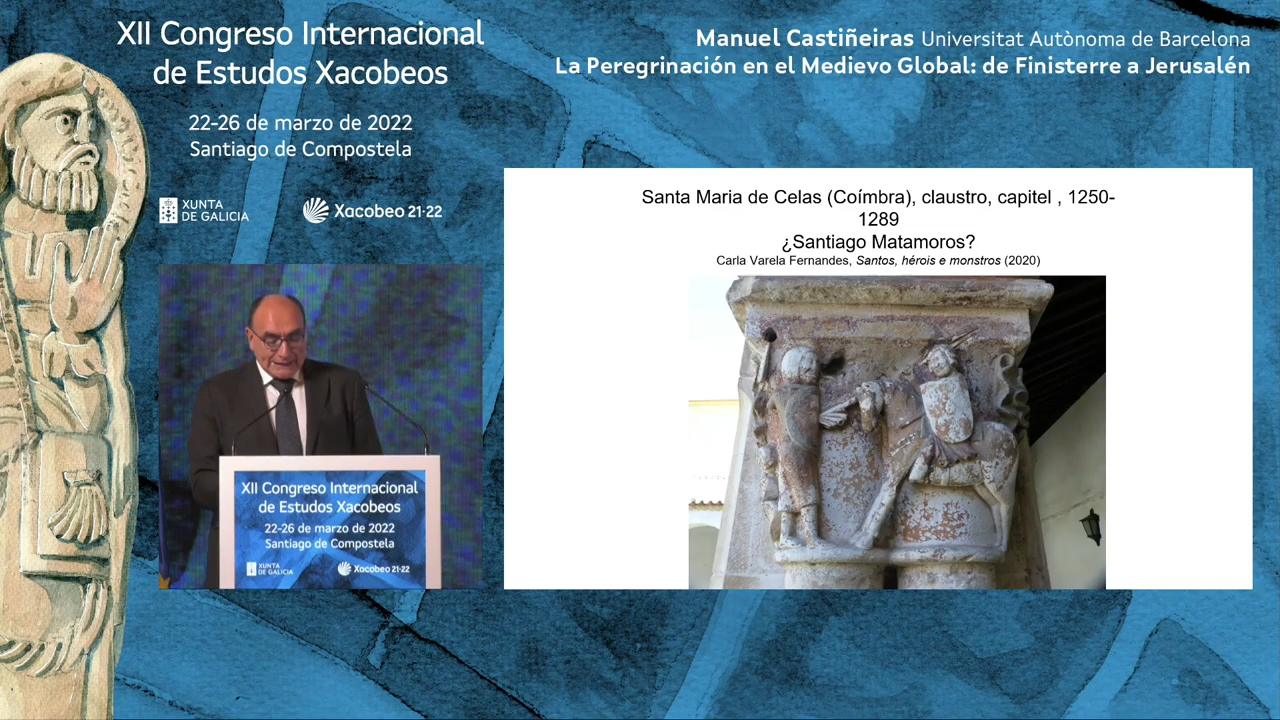 XII Congreso Internacional
de Estudos Xacobeos
22-26 de marzo de 2022
Santiago de Compostela
XUNTA
DE GALICIA
Xacobeo 21·22
Manuel Castiñeiras Universitat Autònoma de Barcelona
La Peregrinación en el Medievo Global: de Finisterre a Jerusalén
Santa Maria de Celas (Coímbra), claustro, capitel , 1250-
1289
¿Santiago Matamoros?
Carla Varela Fernandes, Santos, hérois e monstros (2020)
XII Congreso Internacional
de Estudos Xacobeos
22-26 de marzo de 2022
Santiago de Compostela
XUNTA
DE GALICIA
Xacobeo 21·22